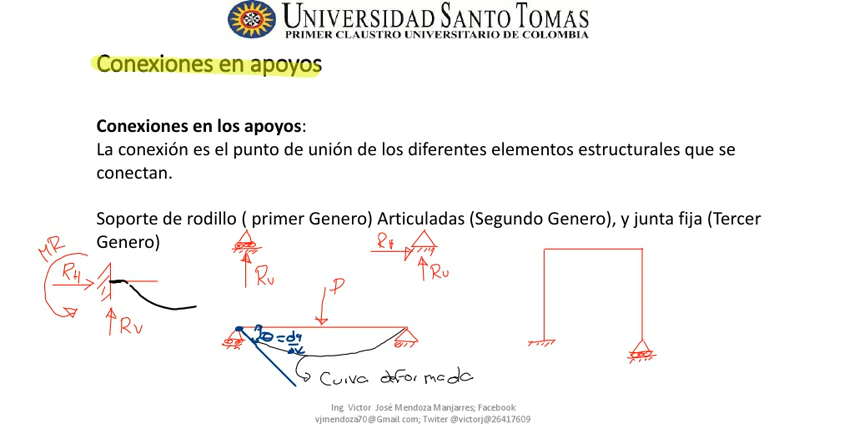 UNIVERSIDAD SANTO TOMAS
PRIMER CLAUSTRO UNIVERSITARIO DE COLOMBIA
Conexiones en apoyos
Conexiones en los apoyos:
La conexión es el punto de unión de los diferentes elementos estructurales que se
conectan.
Soporte de rodillo ( primer Genero) Articuladas (Segundo Genero), y junta fija (Tercer
Genero)
MR
RH
RV
RV
RH
RV
P
θ = dy
dx
Curva deformada
Ing. Victor José Mendoza Manjarres; Facebook
vjmendoza70@Gmail com; Twiter @victorj@26417609